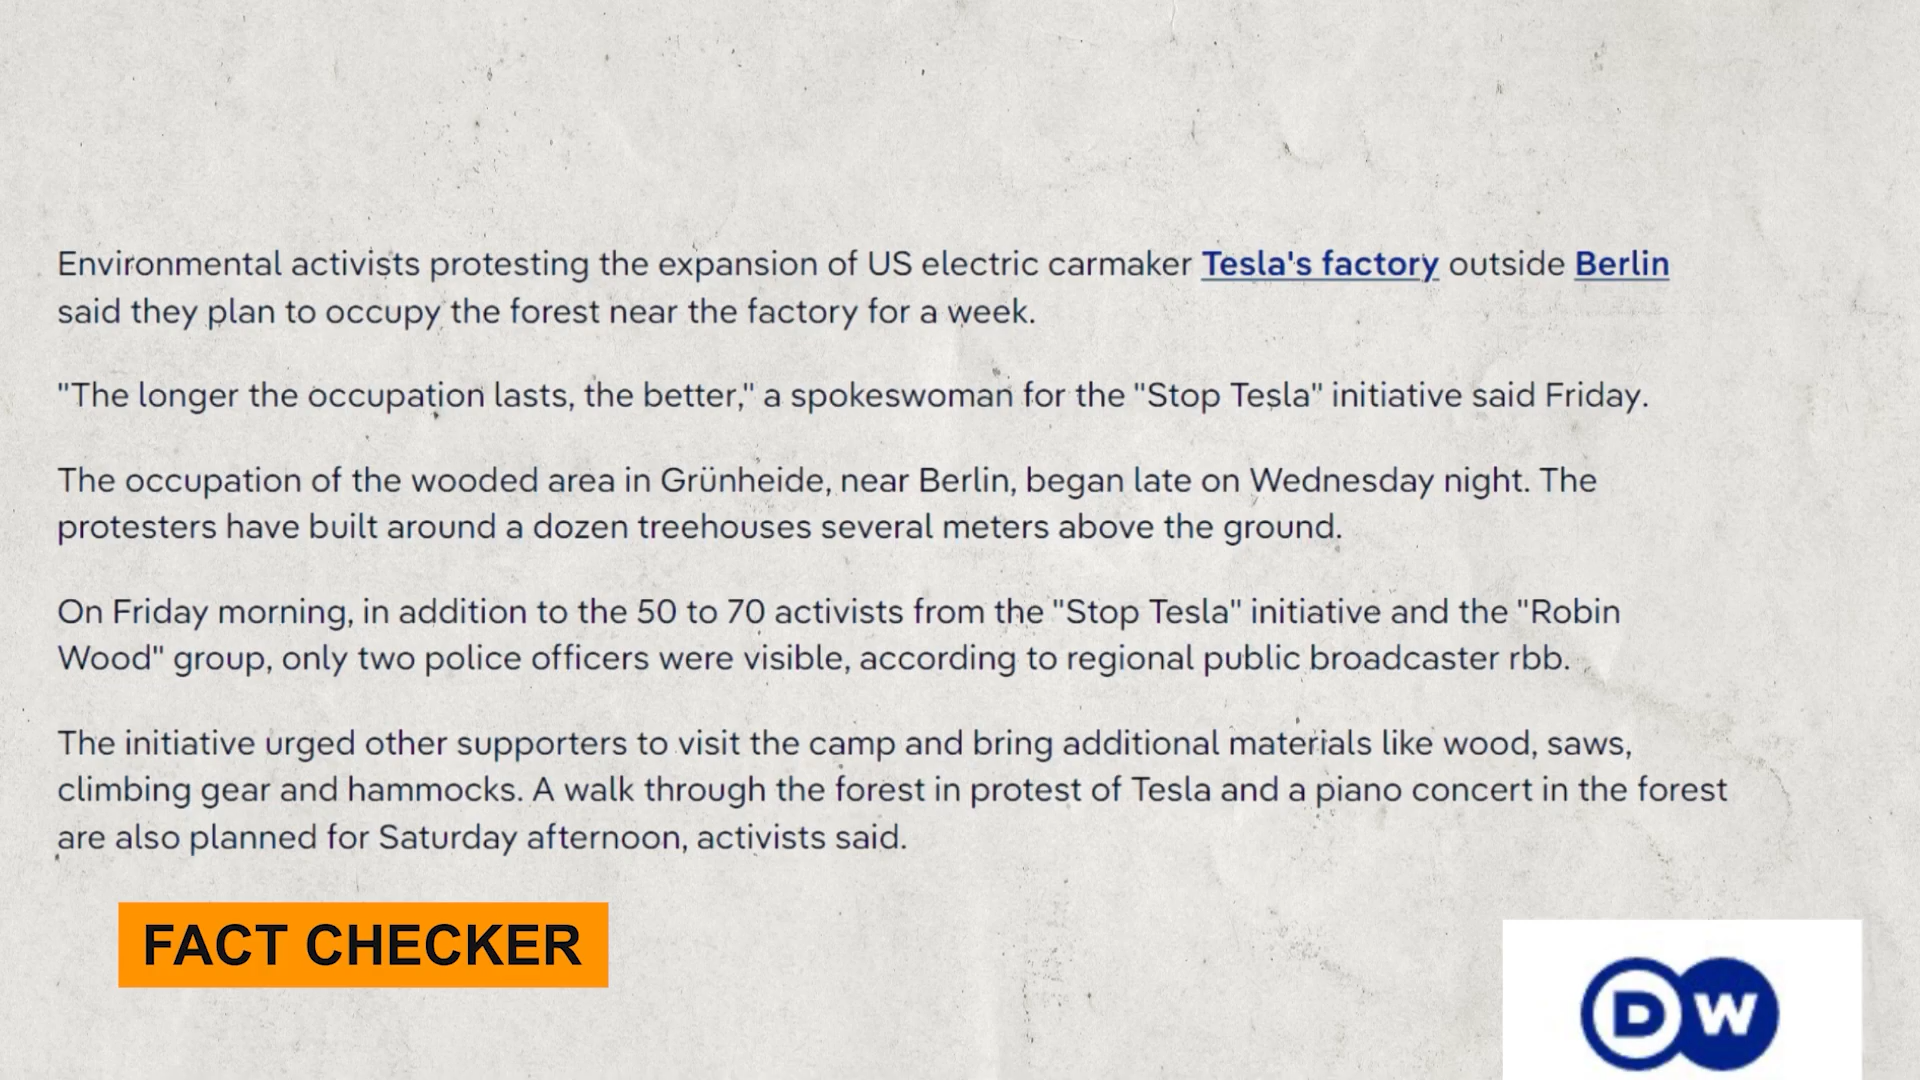 Environmental activists protesting the expansion of US electric carmaker Tesla's factory outside Berlin
said they plan to occupy the forest near the factory for a week.
"The longer the occupation lasts, the better," a spokeswoman for the "Stop Tesla" initiative said Friday.
The occupation of the wooded area in Grünheide, near Berlin, began late on Wednesday night. The
protesters have built around a dozen treehouses several meters above the ground.
On Friday morning, in addition to the 50 to 70 activists from the "Stop Tesla" initiative and the "Robin
Wood" group, only two police officers were visible, according to regional public broadcaster rbb.
The initiative urged other supporters to visit the camp and bring additional materials like wood, saws,
climbing gear and hammocks. A walk through the forest in protest of Tesla and a piano concert in the forest
are also planned for Saturday afternoon, activists said.
FACT CHECKER
DW